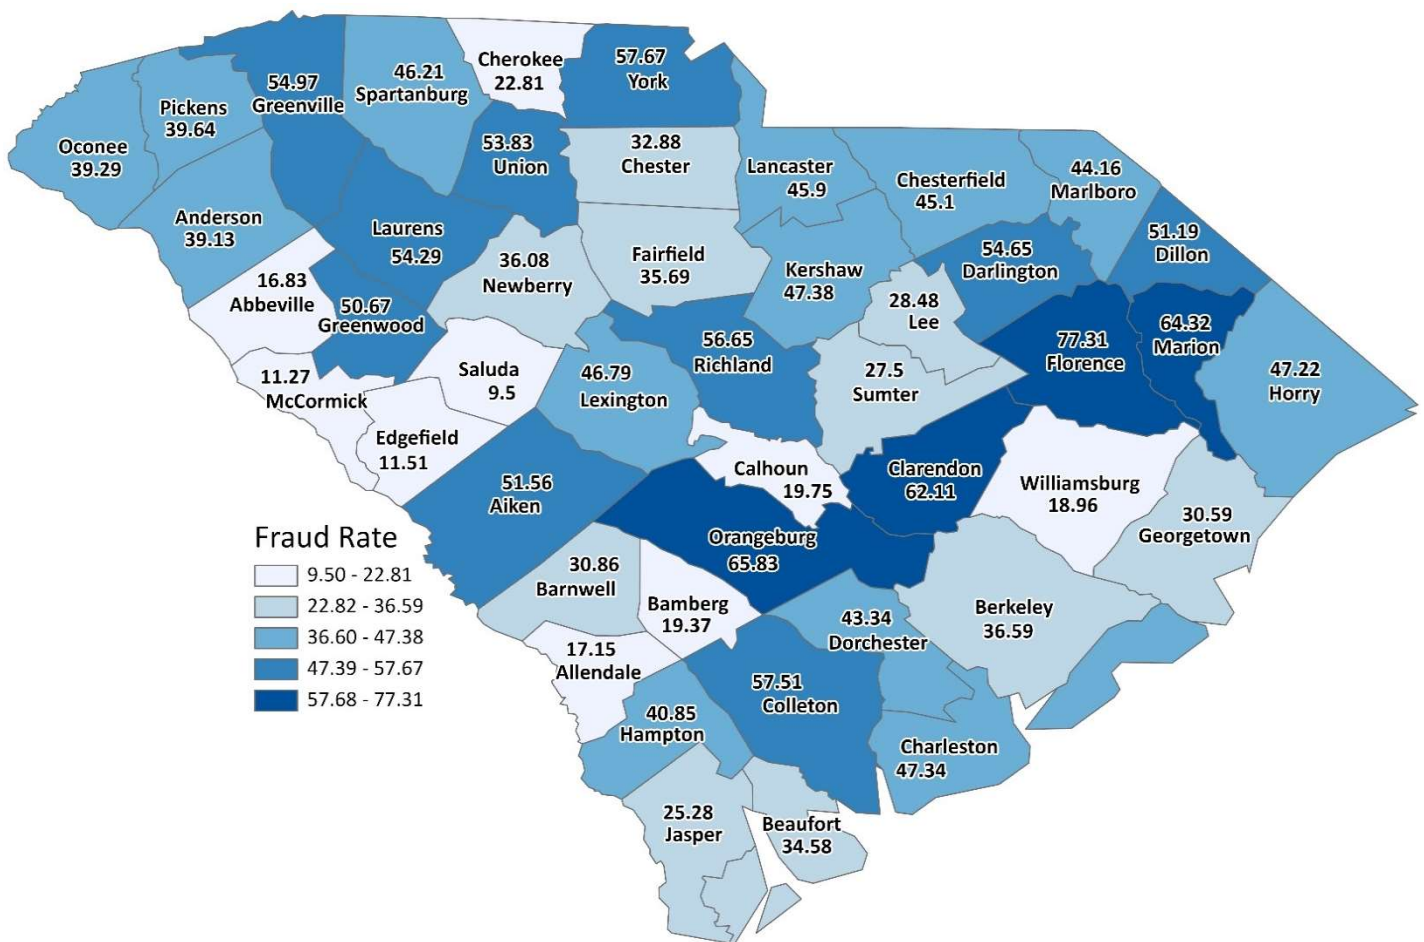 Cherokee
22.81
57.67
York
46.21
Spartanburg
54.97
Greenville
Pickens
39.64
Oconee
39.29
53.83
Union
32.88
Chester
Lancaster
45.9
Chesterfield
45.1
44.16
Marlboro
Anderson
39.13
Laurens
54.29
36.08
Newberry
Fairfield
35.69
Kershaw
47.38
54.65
Darlington
51.19
Dillon
16.83
Abbeville
50.67
Greenwood
28.48
Lee
77.31
Florence
64.32
Marion
11.27
McCormick
Saluda
9.5
46.79
Lexington
56.65
Richland
27.5
Sumter
47.22
Horry
Edgefield
11.51
Calhoun
19.75
Clarendon
62.11
Williamsburg
18.96
51.56
Aiken
Orangeburg
65.83
30.59
Georgetown
Fraud Rate
9.50 - 22.81
22.82 - 36.59
36.60 - 47.38
47.39 - 57.67
57.68 - 77.31
30.86
Barnwell
Bamberg
19.37
43.34
Dorchester
Berkeley
36.59
17.15
Allendale
57.51
Colleton
40.85
Hampton
Charleston
47.34
25.28
Jasper
Beaufort
34.58